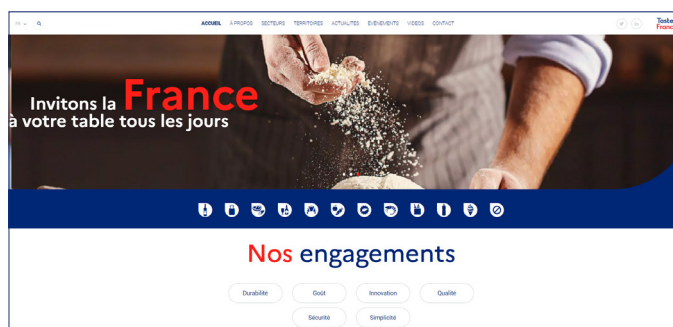 ACCUEIL À PROPOS SECTEURS TERRITOIRES ACTUALITÉS ÉVÉNEMENTS VIDÉOS CONTACT
Taste
Franc
Invitons la France
à votre table tous les jours
Nos engagements
Durabilité Goût Innovation Qualité
Sécurité Simplicité